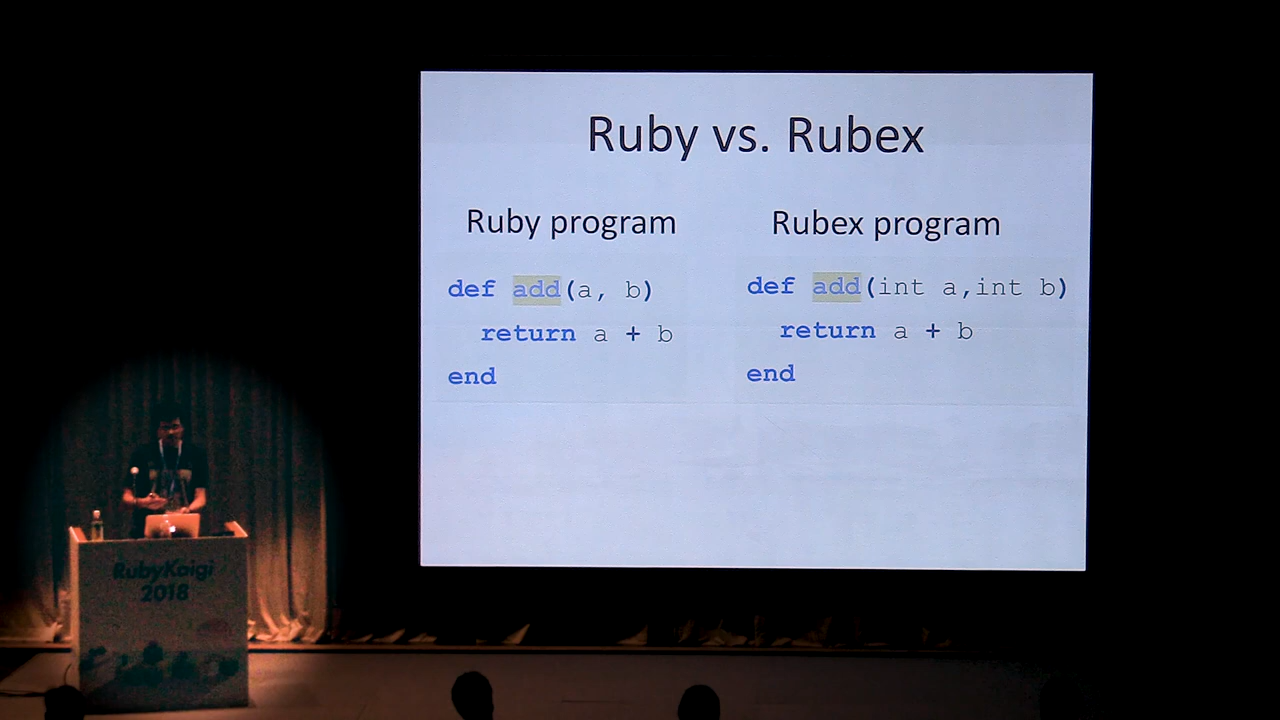 Ruby vs. Rubex
Ruby program
def add(a, b)
  return a + b
end
Rubex program
def add(int a,int b)
  return a + b
end
RubyKaigi
2018